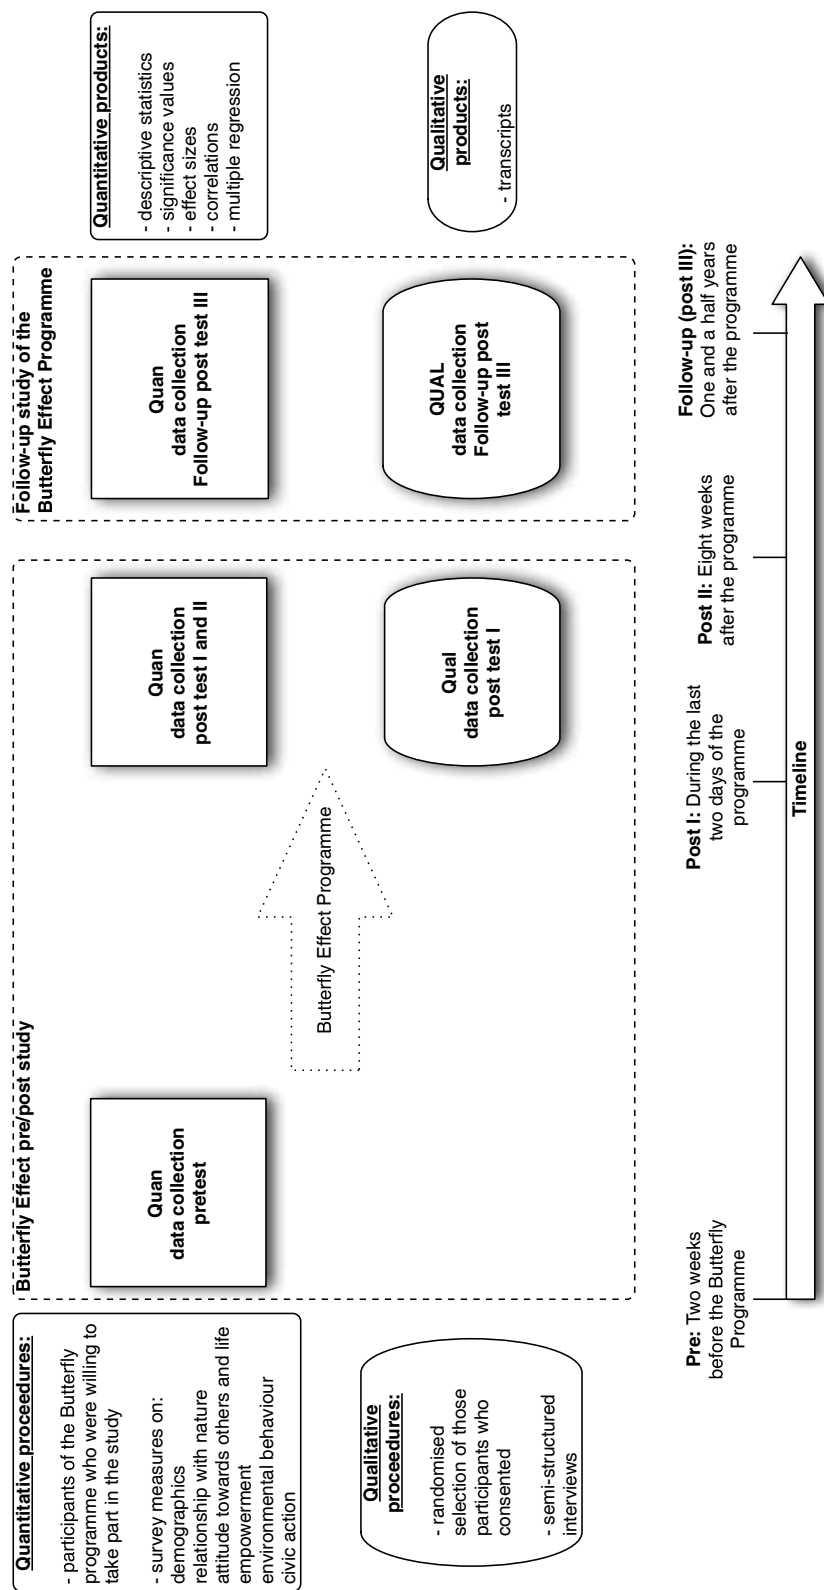 Quantitative proceedures:
- participants of the Butterfly
programme who were willing to
take part in the study
- survey measures on:
demographics
relationship with nature
attitude towards others and life
empowerment
environmental behaviour
civic action
Qualitative
proceedures:
- randomised
selection of those
participants who
consented
- semi-structured
interviews
Butterfly Effect pre/post study
Quan
data collection
pretest
Butterfly Effect Programme
Quan
data collection
post test I and II
Qual
data collection
post test I
Follow-up study of the
Butterfly Effect Programme
Quan
data collection
Follow-up post test III
QUAL
data collection
Follow-up post
test III
Quantitative products:
- descriptive statistics
- significance values
- effect sizes
- correlations
- multiple regression
Qualitative
products:
- transcripts
Pre: Two weeks
before the Butterfly
Programme
Post I: During the last
two days of the
programme
Post II: Eight weeks
after the programme
Follow-up (post III):
One and a half years
after the programme
Timeline